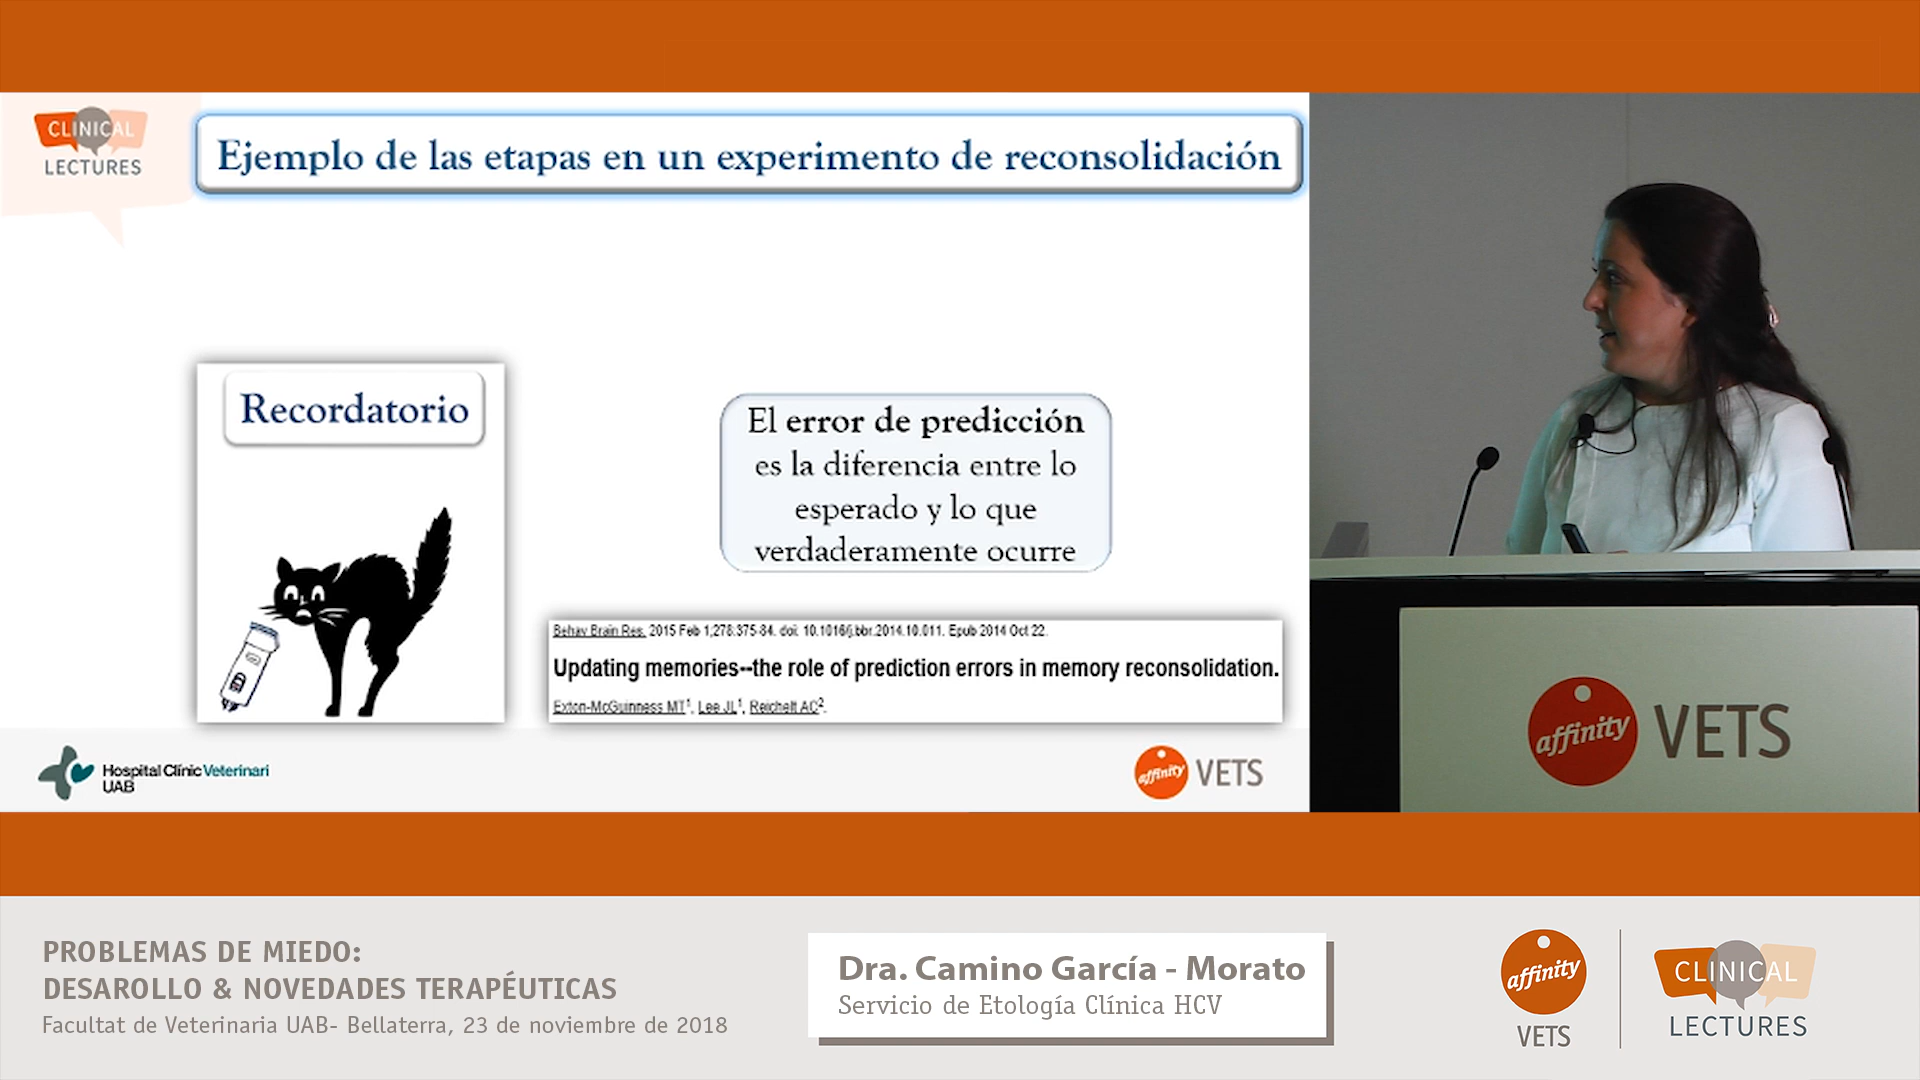 CLINICAL
LECTURES
Ejemplo de las etapas en un experimento de reconsolidación
Recordatorio
El error de predicción
es la diferencia entre lo
esperado y lo que
verdaderamente ocurre
Behav Brain Res. 2015 Feb 1;278:375-84. doi: 10.1016/j.bbr.2014.10.011. Epub 2014 Oct 22.
Updating memories--the role of prediction errors in memory reconsolidation.
Exton-McGuinness MT1, Lee JL1, Reichelt AC2.
Hospital Clínic Veterinari
UAB
affinity VETS
affinity VETS
PROBLEMAS DE MIEDO:
DESAROLLO & NOVEDADES TERAPÉUTICAS
Facultat de Veterinaria UAB- Bellaterra, 23 de noviembre de 2018
Dra. Camino García - Morato
Servicio de Etología Clínica HCV
affinity
VETS
CLINICAL
LECTURES